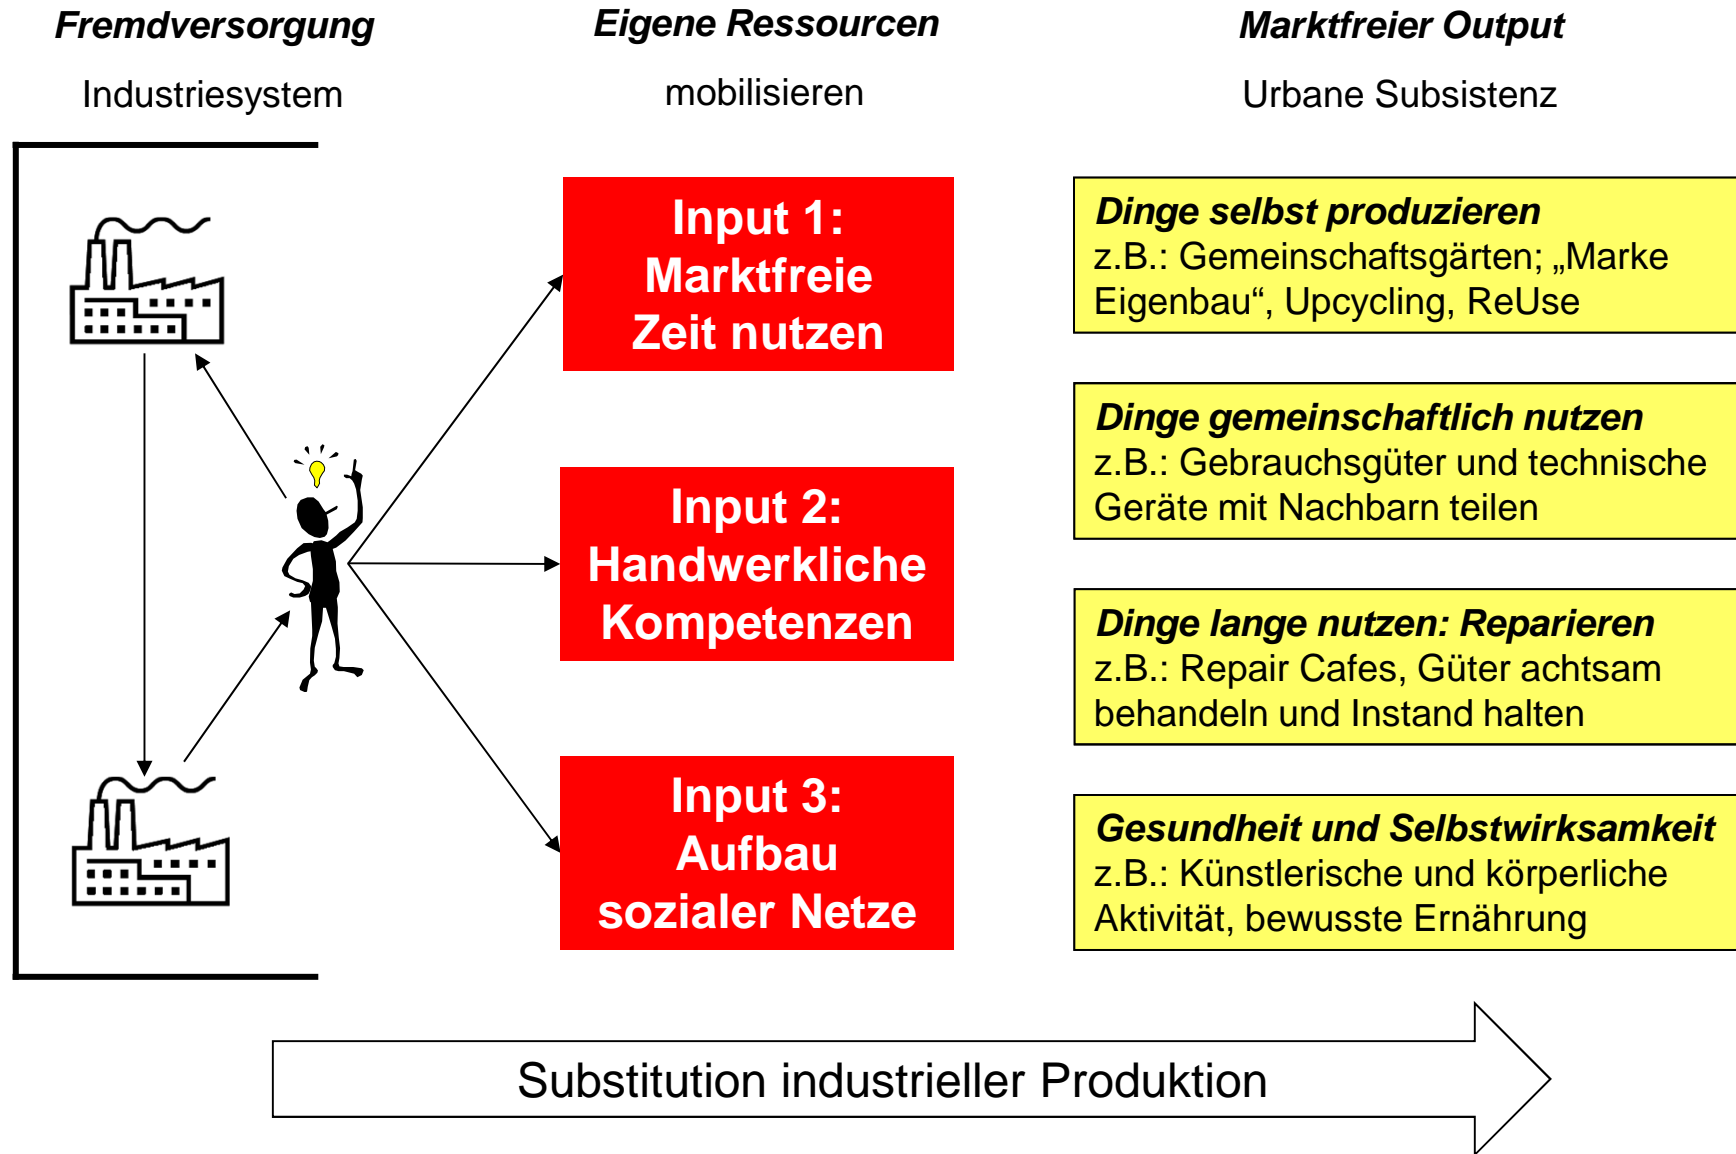 Fremdversorgung
Industriesystem
Eigene Ressourcen
mobilisieren
Marktfreier Output
Urbane Subsistenz
Input 1:
Marktfreie
Zeit nutzen
Input 2:
Handwerkliche
Kompetenzen
Input 3:
Aufbau
sozialer Netze
Dinge selbst produzieren
z.B.: Gemeinschaftsgärten; „Marke
Eigenbau“, Upcycling, ReUse
Dinge gemeinschaftlich nutzen
z.B.: Gebrauchsgüter und technische
Geräte mit Nachbarn teilen
Dinge lange nutzen: Reparieren
z.B.: Repair Cafes, Güter achtsam
behandeln und Instand halten
Gesundheit und Selbstwirksamkeit
z.B.: Künstlerische und körperliche
Aktivität, bewusste Ernährung
Substitution industrieller Produktion